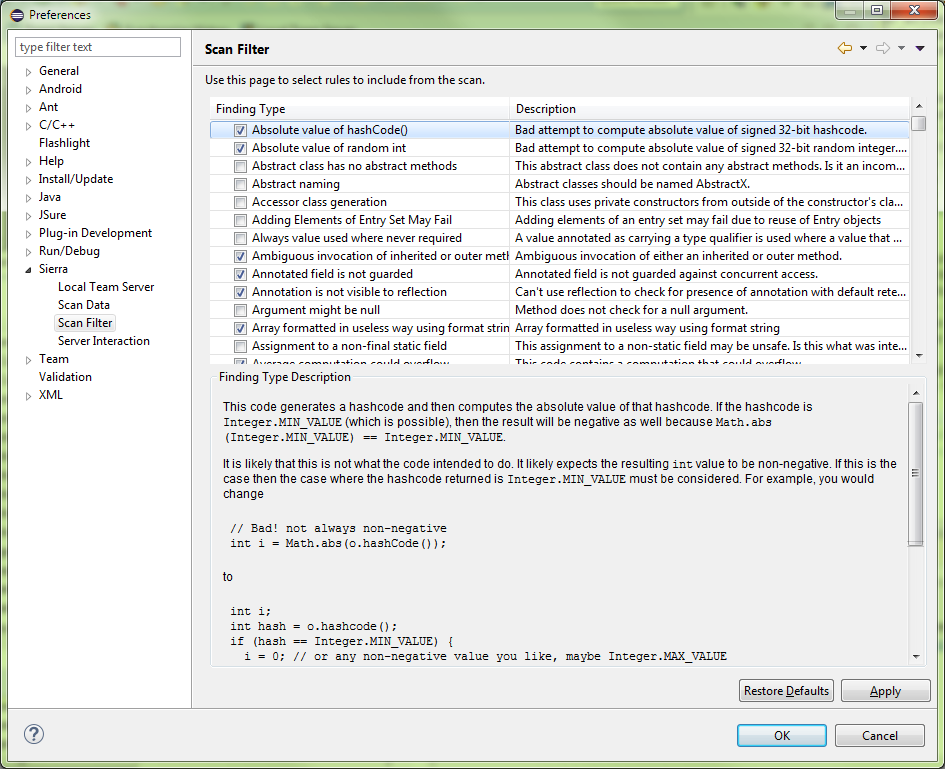 Preferences
type filter text
General
Android
Ant
C/C++
Flashlight
Help
Install/Update
Java
JSure
Plug-in Development
Run/Debug
Sierra
Local Team Server
Scan Data
Scan Filter
Server Interaction
Team
Validation
XML
Scan Filter
Use this page to select rules to include from the scan.
Finding Type Description
Absolute value of hashCode() Bad attempt to compute absolute value of signed 32-bit hashcode.
Absolute value of random int Bad attempt to compute absolute value of signed 32-bit random integer....
Abstract class has no abstract methods This abstract class does not contain any abstract methods. Is it an incom...
Abstract naming Abstract classes should be named AbstractX.
Accessor class generation This class uses private constructors from outside of the constructor's cla...
Adding Elements of Entry Set May Fail Adding elements of an entry set may fail due to reuse of Entry objects
Always value used where never required A value annotated as carrying a type qualifier is used where a value that ...
Ambiguous invocation of inherited or outer meth Ambiguous invocation of either an inherited or outer method.
Annotated field is not guarded Annotated field is not guarded against concurrent access.
Annotation is not visible to reflection Can't use reflection to check for presence of annotation with default rete...
Argument might be null Method does not check for a null argument.
Array formatted in useless way using format strin Array formatted in useless way using format string
Assignment to a non-final static field This assignment to a non-static field may be unsafe. Is this what was inte...
Average computation could overflow This code contains a computation that could overflow
Finding Type Description
This code generates a hashcode and then computes the absolute value of that hashcode. If the hashcode is
Integer.MIN_VALUE (which is possible), then the result will be negative as well because Math.abs
(Integer.MIN_VALUE) == Integer.MIN_VALUE.
It is likely that this is not what the code intended to do. It likely expects the resulting int value to be non-negative. If this is the
case then the case where the hashcode returned is Integer.MIN_VALUE must be considered. For example, you would
change
// Bad! not always non-negative
int i = Math.abs(o.hashCode());
to
int i;
int hash = o.hashcode();
if (hash == Integer.MIN_VALUE) {
i = 0; // or any non-negative value you like, maybe Integer.MAX_VALUE
Restore Defaults Apply
? OK Cancel